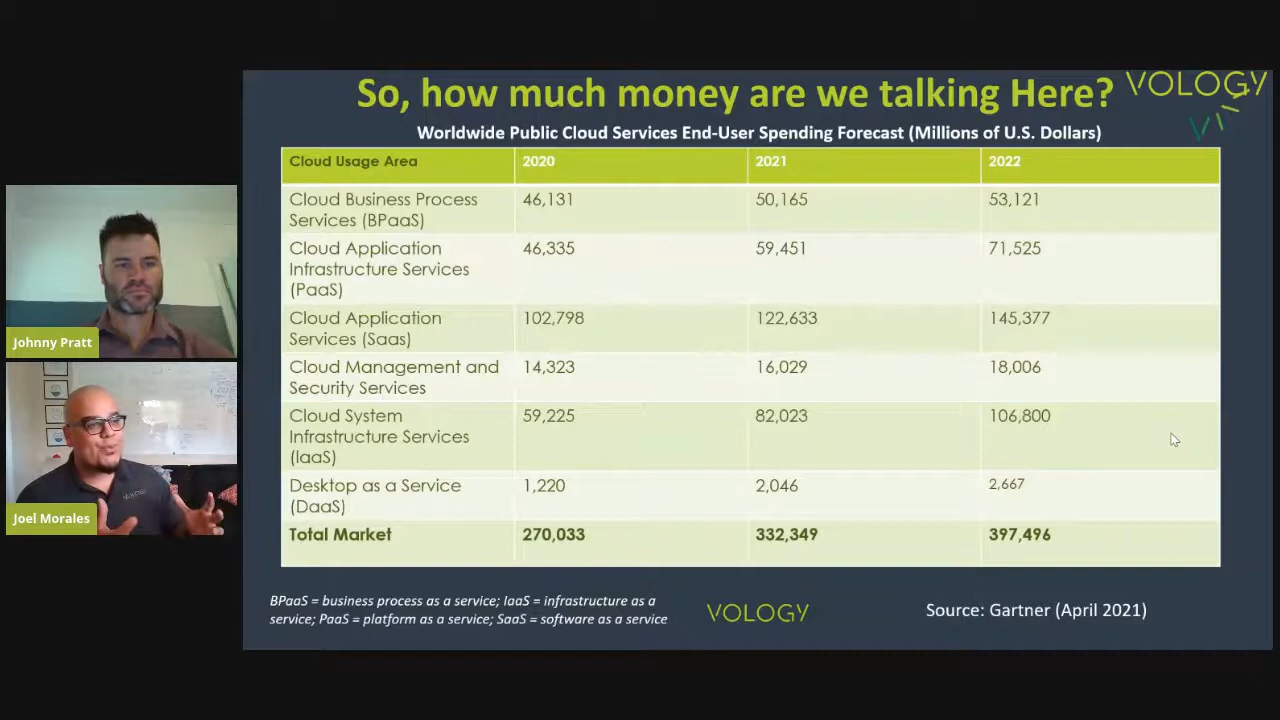 So, how much money are we talking Here?
VOLOGY
Worldwide Public Cloud Services End-User Spending Forecast (Millions of U.S. Dollars)
Cloud Usage Area 2020 2021 2022
Cloud Business Process
Services (BPaaS) 46,131 50,165 53,121
Cloud Application
Infrastructure Services
(PaaS) 46,335 59,451 71,525
Cloud Application
Services (Saas) 102,798 122,633 145,377
Cloud Management and
Security Services 14,323 16,029 18,006
Cloud System
Infrastructure Services
(IaaS) 59,225 82,023 106,800
Desktop as a Service
(DaaS) 1,220 2,046 2,667
Total Market 270,033 332,349 397,496
BPaaS = business process as a service; IaaS = infrastructure as a
service; PaaS = platform as a service; SaaS = software as a service
VOLOGY
Source: Gartner (April 2021)
Johnny Pratt
Joel Morales